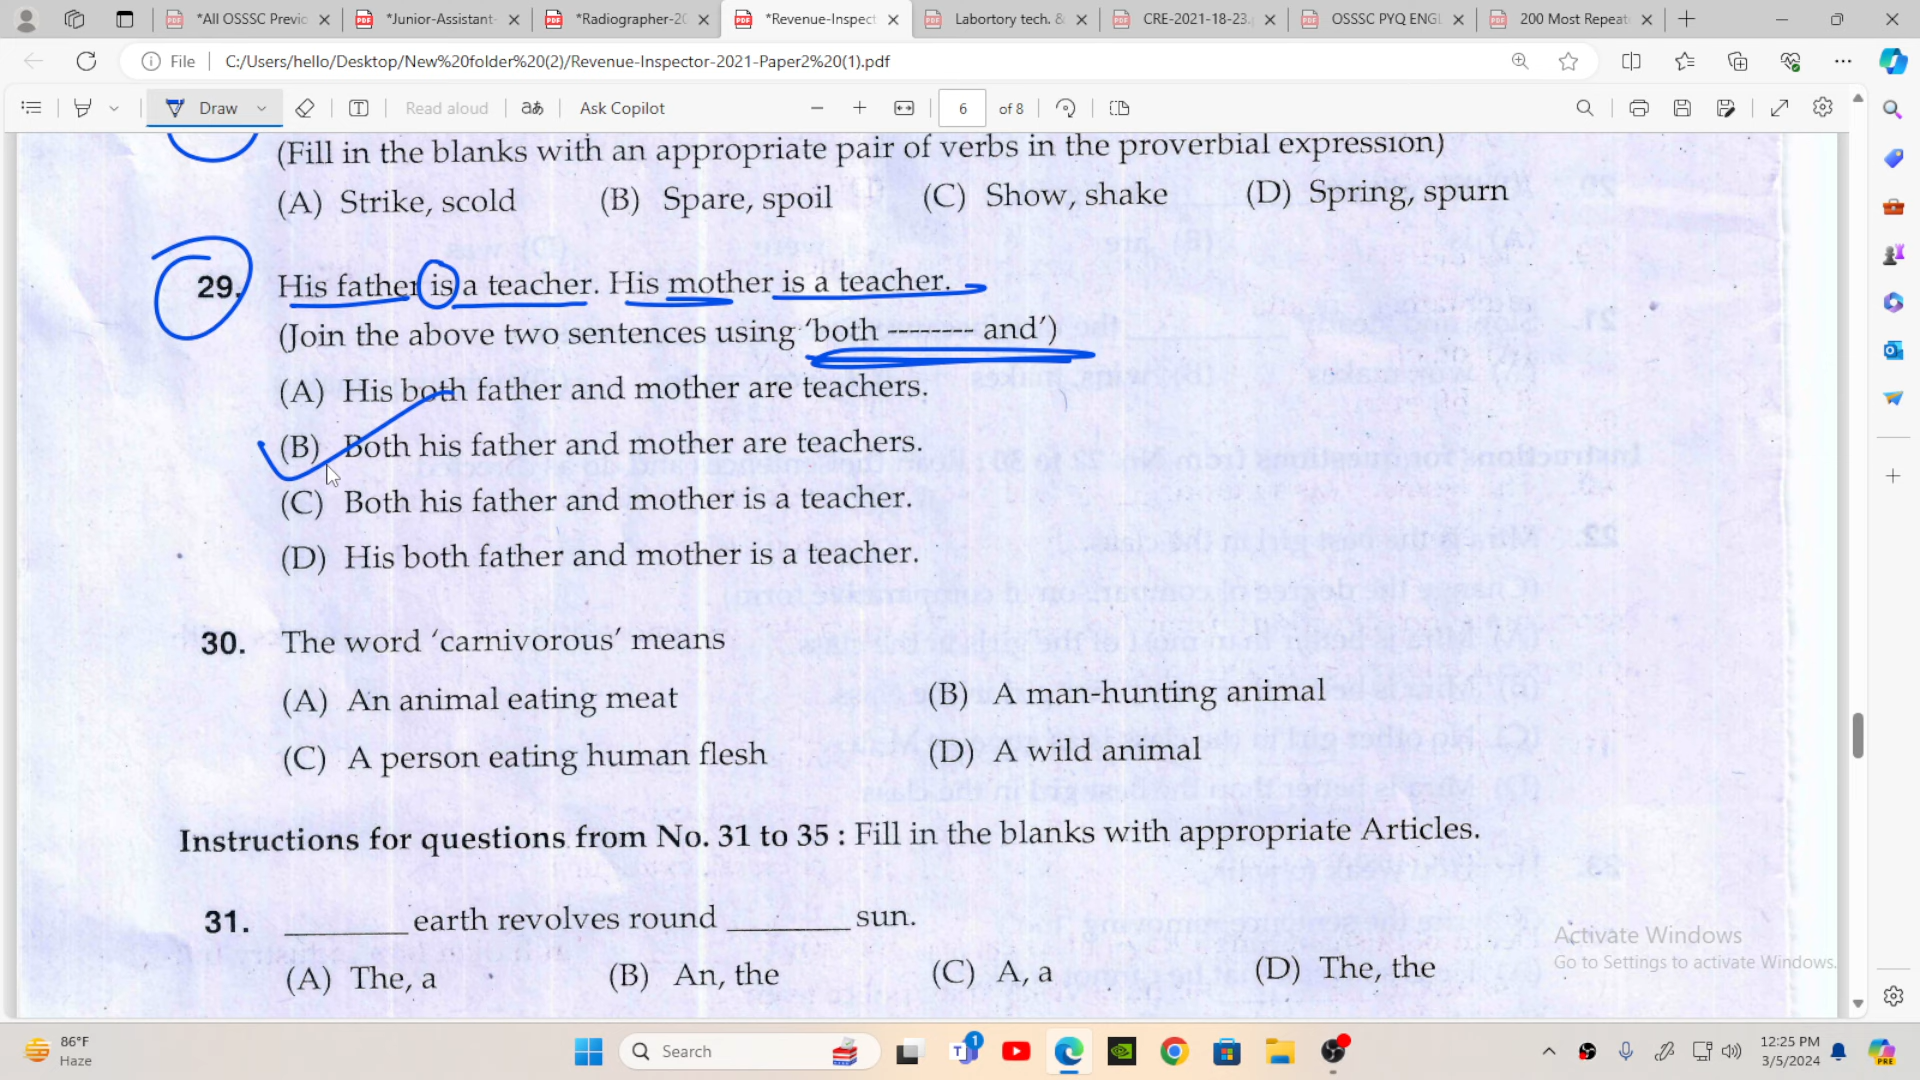 *All OSSSC Previo
*Junior-Assistant-
*Radiographer-20
*Revenue-Inspect
Labortory tech. &
CRE-2021-18-23.
OSSSC PYQ ENGL
200 Most Repeat
File
C:/Users/hello/Desktop/New%20folder%20(2)/Revenue-Inspector-2021-Paper2%20(1).pdf
Draw
Read aloud
Ask Copilot
6 of 8
(Fill in the blanks with an appropriate pair of verbs in the proverbial expression)
(A) Strike, scold (B) Spare, spoil (C) Show, shake (D) Spring, spurn
29. His father is a teacher. His mother is a teacher.
(Join the above two sentences using ‘both ------- and’)
(A) His both father and mother are teachers.
(B) Both his father and mother are teachers.
(C) Both his father and mother is a teacher.
(D) His both father and mother is a teacher.
30. The word ‘carnivorous’ means
(A) An animal eating meat (B) A man-hunting animal
(C) A person eating human flesh (D) A wild animal
Instructions for questions from No. 31 to 35 : Fill in the blanks with appropriate Articles.
31. ________ earth revolves round ________ sun.
(A) The, a (B) An, the (C) A, a (D) The, the
Activate Windows
Go to Settings to activate Windows.
86°F
Haze
Search
1
12:25 PM
3/5/2024
PRE